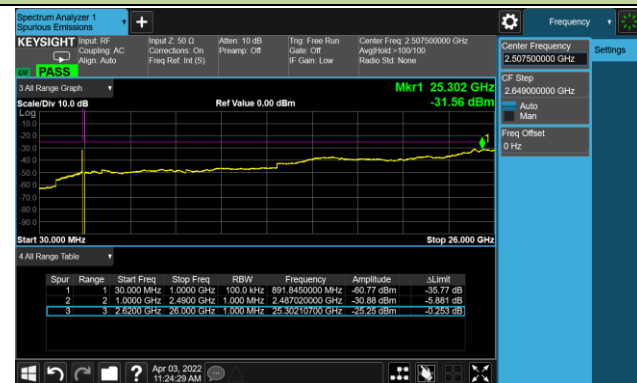 Spectrum Analyzer 1
Spurious Emissions
Frequency
KEYSIGHT
Input: RF
Coupling: AC
Align: Auto
Input Z: 50 Ω
Corrections: On
Freq Ref: Int (S)
Atten: 10 dB
Preamp: Off
Trig: Free Run
Gate: Off
IF Gain: Low
Center Freq: 2.507500000 GHz
Avg|Hold:>100/100
Radio Std: None
PASS
Center Frequency
2.507500000 GHz
Settings
CF Step
2.649000000 GHz
Auto
Man
Freq Offset
0 Hz
3 All Range Graph
Mkr1 25.302 GHz
Scale/Div 10.0 dB
Ref Value 0.00 dBm
-31.56 dBm
Log
-10.0
-20.0
-30.0
-40.0
-50.0
-60.0
-70.0
-80.0
-90.0
1
Start 30.000 MHz
Stop 26.000 GHz
4 All Range Table
Spur Range Start Freq Stop Freq RBW Frequency Amplitude ΔLimit
1 1 30.000 MHz 1.0000 GHz 100.0 kHz 891.8450000 MHz -60.77 dBm -35.77 dB
2 2 1.0000 GHz 2.4900 GHz 1.000 MHz 2.487020000 GHz -30.88 dBm -5.881 dB
3 3 2.6200 GHz 26.000 GHz 1.000 MHz 25.30210700 GHz -25.25 dBm -0.253 dB
Apr 03, 2022
11:24:29 AM